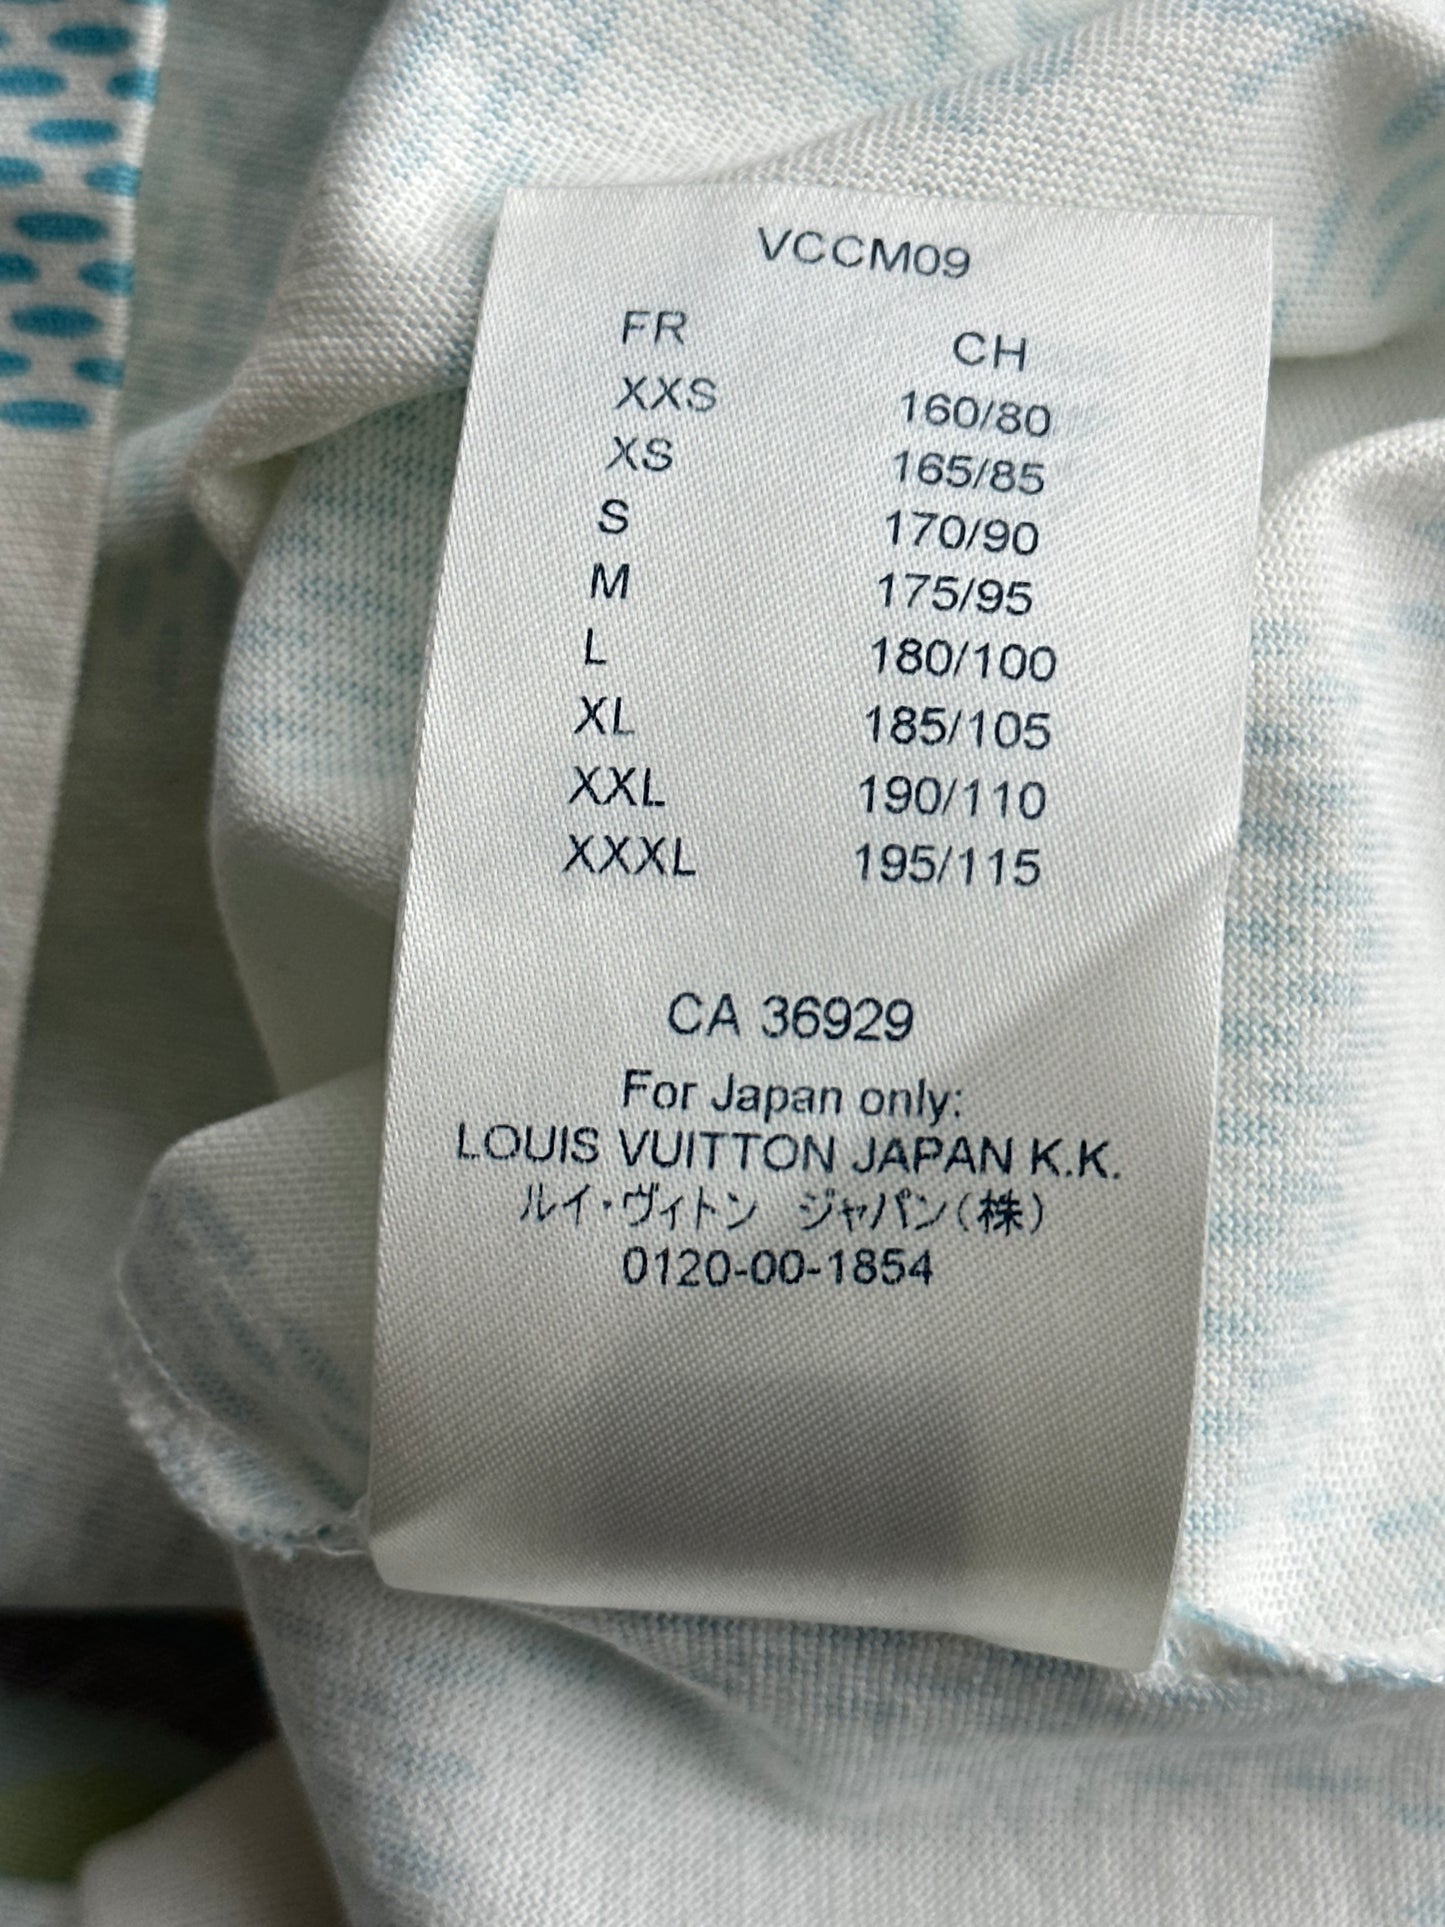 VCCM09
FR CH
XXS 160/80
XS 165/85
S 170/90
M 175/95
L 180/100
XL 185/105
XXL 190/110
XXXL 195/115
CA 36929
For Japan only:
LOUIS VUITTON JAPAN K.K.
ルイ・ヴィトン ジャパン(株)
0120-00-1854